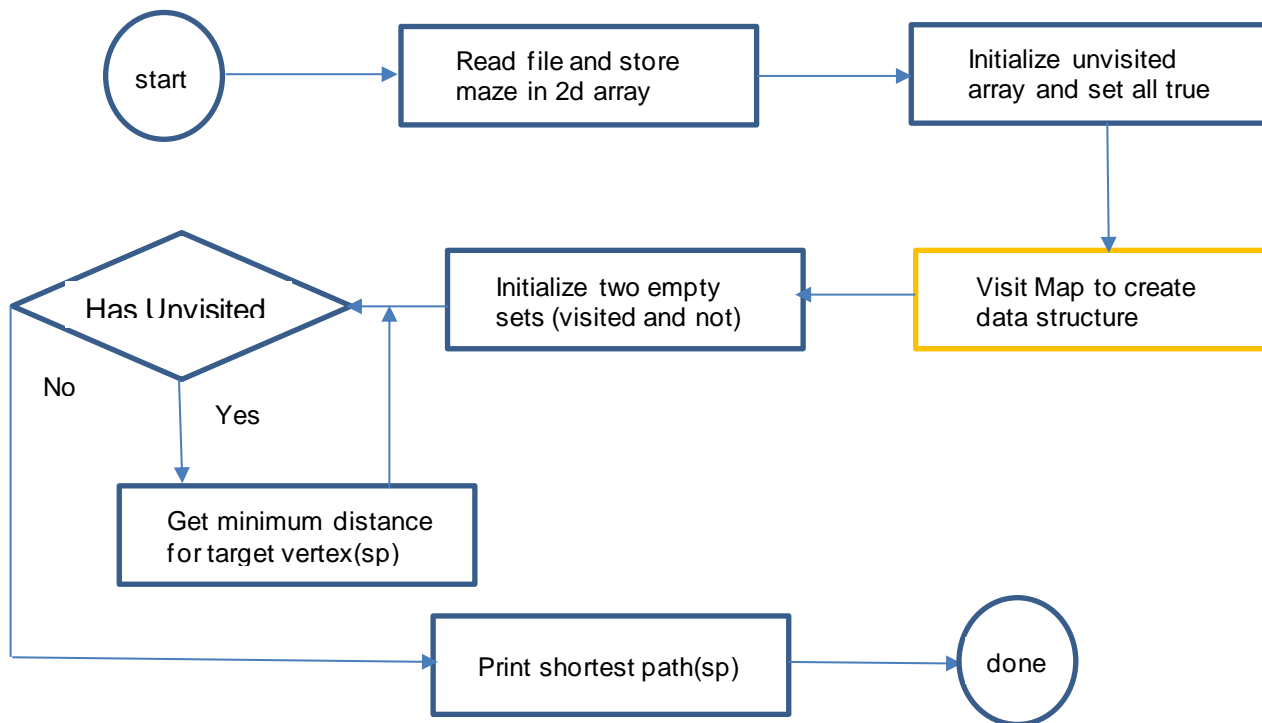 start
Read file and store
maze in 2d array
Initialize unvisited
array and set all true
Visit Map to create
data structure
Initialize two empty
sets (visited and not)
Has Unvisited
No
Yes
Get minimum distance
for target vertex(sp)
Print shortest path(sp)
done